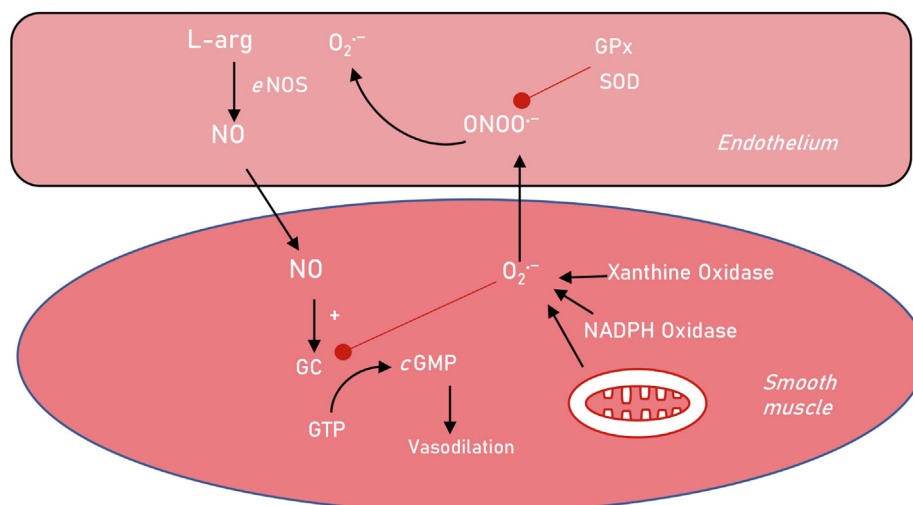 L-arg
O₂·−
GPx
SOD
eNOS
NO
ONOO·−
Endothelium
NO
O₂·−
Xanthine Oxidase
+
NADPH Oxidase
GC
cGMP
GTP
Vasodilation
Smooth
muscle